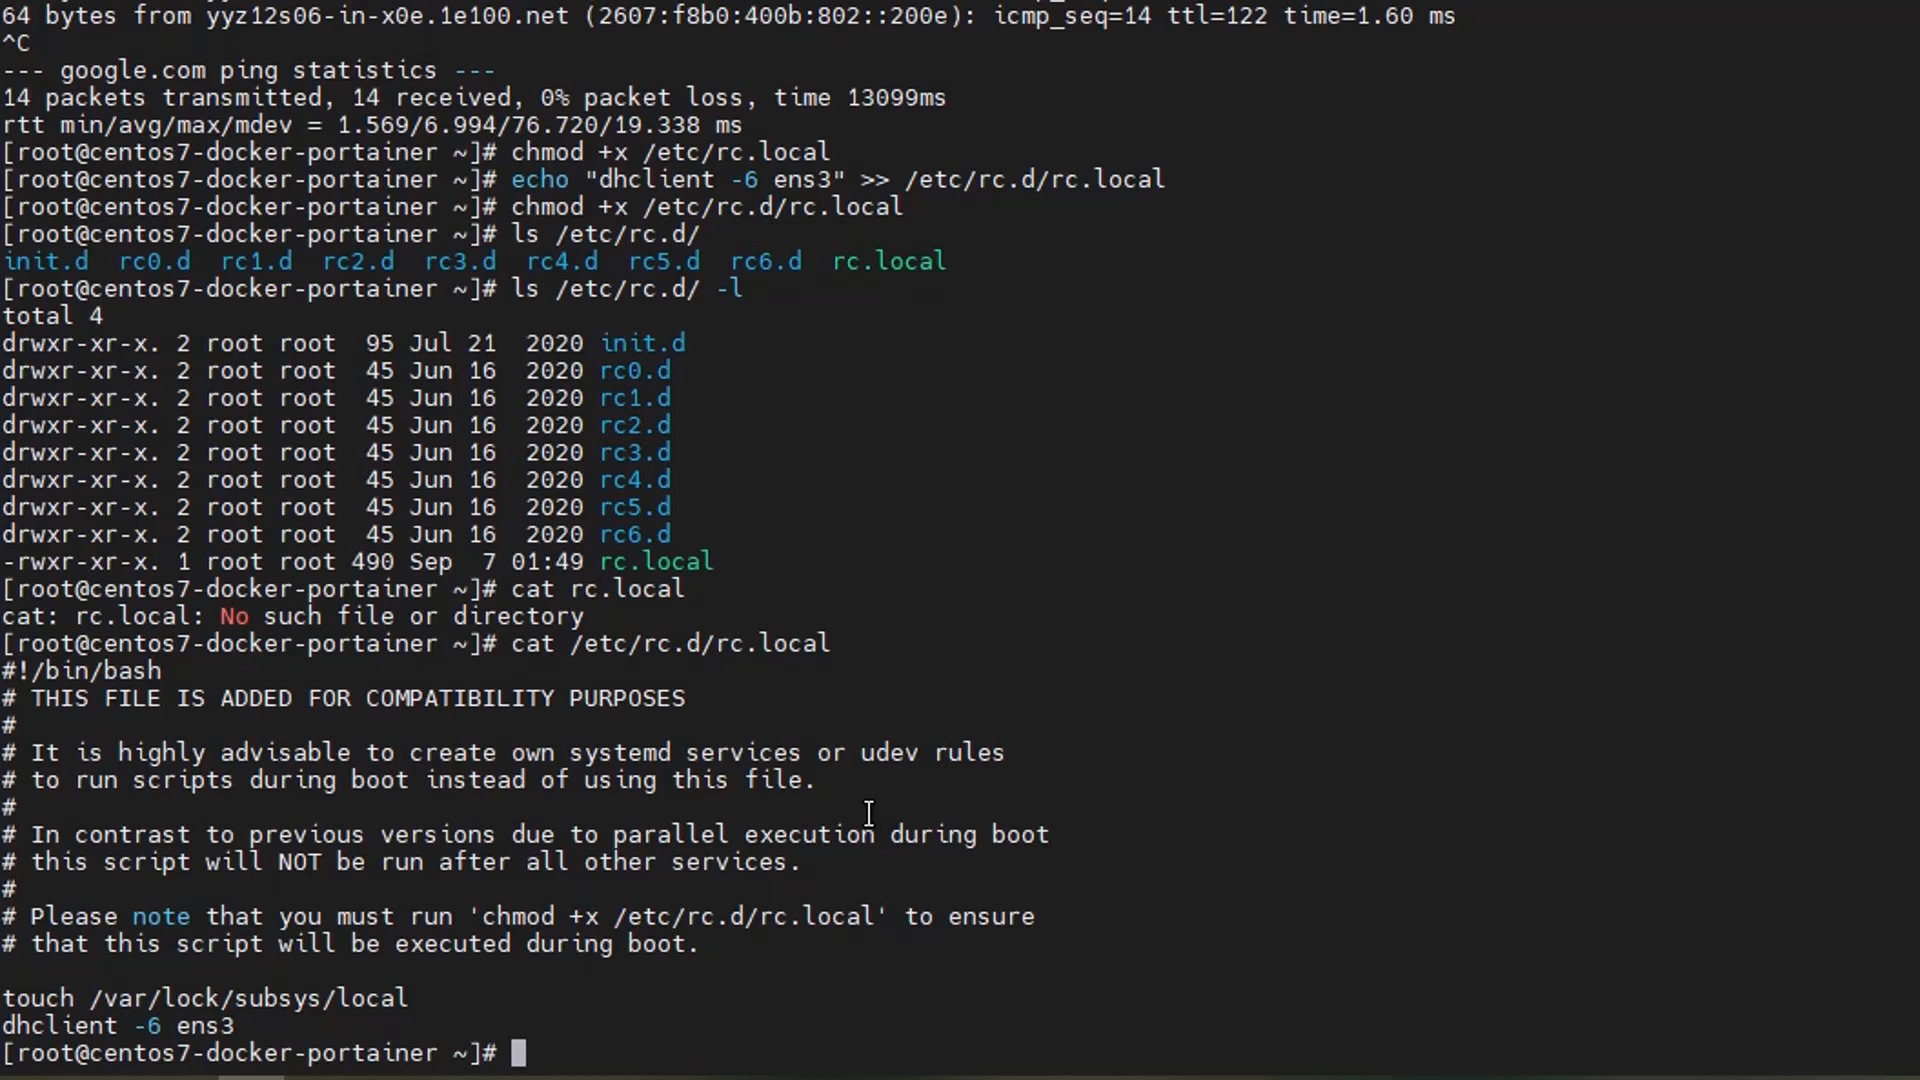 64 bytes from yyz12s06-in-x0e.1e100.net (2607:f8b0:400b:802::200e): icmp_seq=14 ttl=122 time=1.60 ms
^C
--- google.com ping statistics ---
14 packets transmitted, 14 received, 0% packet loss, time 13099ms
rtt min/avg/max/mdev = 1.569/6.994/76.720/19.338 ms
[root@centos7-docker-portainer ~]# chmod +x /etc/rc.local
[root@centos7-docker-portainer ~]# echo "dhclient -6 ens3" >> /etc/rc.d/rc.local
[root@centos7-docker-portainer ~]# chmod +x /etc/rc.d/rc.local
[root@centos7-docker-portainer ~]# ls /etc/rc.d/
init.d  rc0.d  rc1.d  rc2.d  rc3.d  rc4.d  rc5.d  rc6.d  rc.local
[root@centos7-docker-portainer ~]# ls /etc/rc.d/ -l
total 4
drwxr-xr-x. 2 root root  95 Jul 21  2020 init.d
drwxr-xr-x. 2 root root  45 Jun 16  2020 rc0.d
drwxr-xr-x. 2 root root  45 Jun 16  2020 rc1.d
drwxr-xr-x. 2 root root  45 Jun 16  2020 rc2.d
drwxr-xr-x. 2 root root  45 Jun 16  2020 rc3.d
drwxr-xr-x. 2 root root  45 Jun 16  2020 rc4.d
drwxr-xr-x. 2 root root  45 Jun 16  2020 rc5.d
drwxr-xr-x. 2 root root  45 Jun 16  2020 rc6.d
-rwxr-xr-x. 1 root root 490 Sep  7 01:49 rc.local
[root@centos7-docker-portainer ~]# cat rc.local
cat: rc.local: No such file or directory
[root@centos7-docker-portainer ~]# cat /etc/rc.d/rc.local
#!/bin/bash
# THIS FILE IS ADDED FOR COMPATIBILITY PURPOSES
#
# It is highly advisable to create own systemd services or udev rules
# to run scripts during boot instead of using this file.
#
# In contrast to previous versions due to parallel execution during boot
# this script will NOT be run after all other services.
#
# Please note that you must run 'chmod +x /etc/rc.d/rc.local' to ensure
# that this script will be executed during boot.

touch /var/lock/subsys/local
dhclient -6 ens3
[root@centos7-docker-portainer ~]#